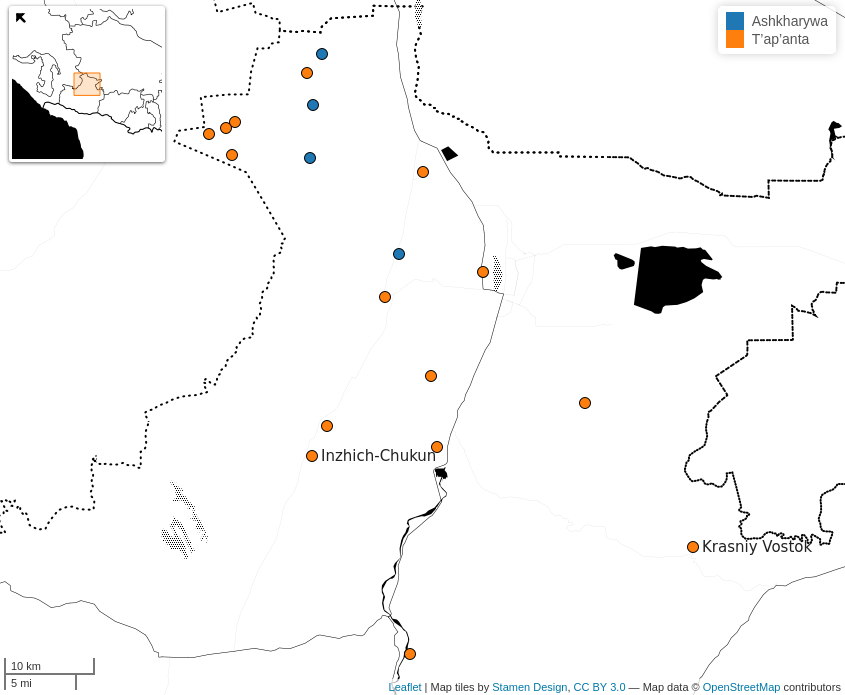 Ashkharywa
T’ap’anta
Inzhich-Chukun
Krasniy Vostok
10 km
5 mi
Leaflet | Map tiles by Stamen Design, CC BY 3.0 — Map data © OpenStreetMap contributors